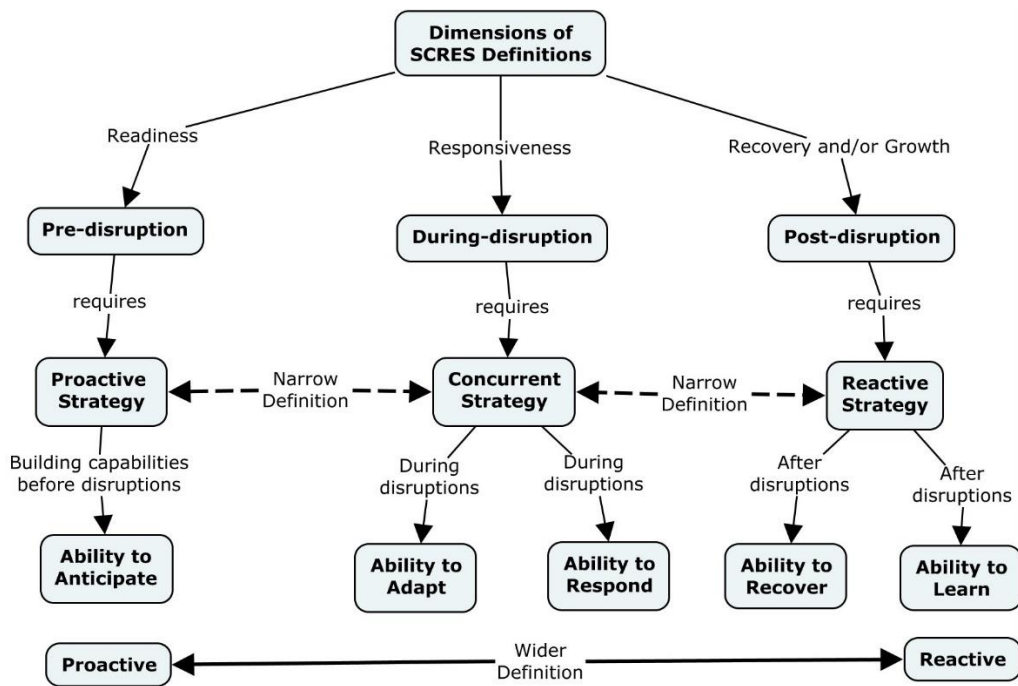 Dimensions of
SCRES Definitions
Readiness
Responsiveness
Recovery and/or Growth
Pre-disruption
During-disruption
Post-disruption
requires
requires
requires
Proactive
Strategy
Narrow
Definition
Concurrent
Strategy
Narrow
Definition
Reactive
Strategy
Building capabilities
before disruptions
During
disruptions
During
disruptions
After
disruptions
After
disruptions
Ability to
Anticipate
Ability to
Adapt
Ability to
Respond
Ability to
Recover
Ability to
Learn
Proactive
Wider
Definition
Reactive